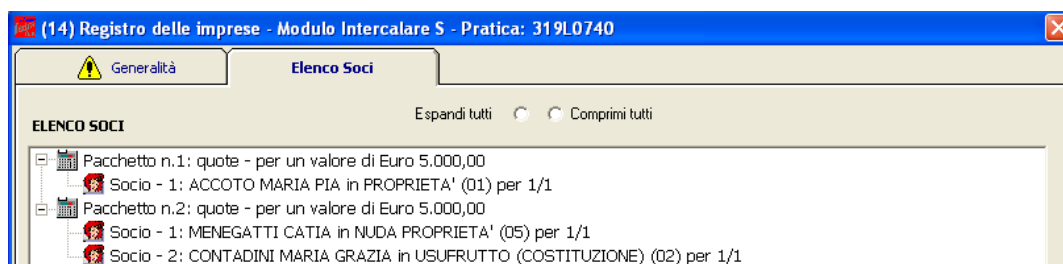 (14) Registro delle imprese - Modulo Intercalare S - Pratica: 319L0740
Generalità Elenco Soci
Espandi tutti Comprimi tutti
ELENCO SOCI
Pacchetto n.1: quote - per un valore di Euro 5.000,00
Socio - 1: ACCOTO MARIA PIA in PROPRIETA' (01) per 1/1
Pacchetto n.2: quote - per un valore di Euro 5.000,00
Socio - 1: MENEGATTI CATIA in NUDA PROPRIETA' (05) per 1/1
Socio - 2: CONTADINI MARIA GRAZIA in USUFRUTTO (COSTITUZIONE) (02) per 1/1